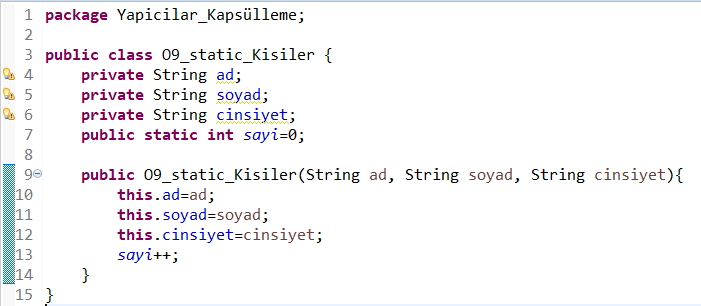 1 package Yapicilar_Kapsülleme;
2
3 public class O9_static_Kisiler {
4 private String ad;
5 private String soyad;
6 private String cinsiyet;
7 public static int sayi=0;
8
9 public O9_static_Kisiler(String ad, String soyad, String cinsiyet){
10 this.ad=ad;
11 this.soyad=soyad;
12 this.cinsiyet=cinsiyet;
13 sayi++;
14 }
15 }